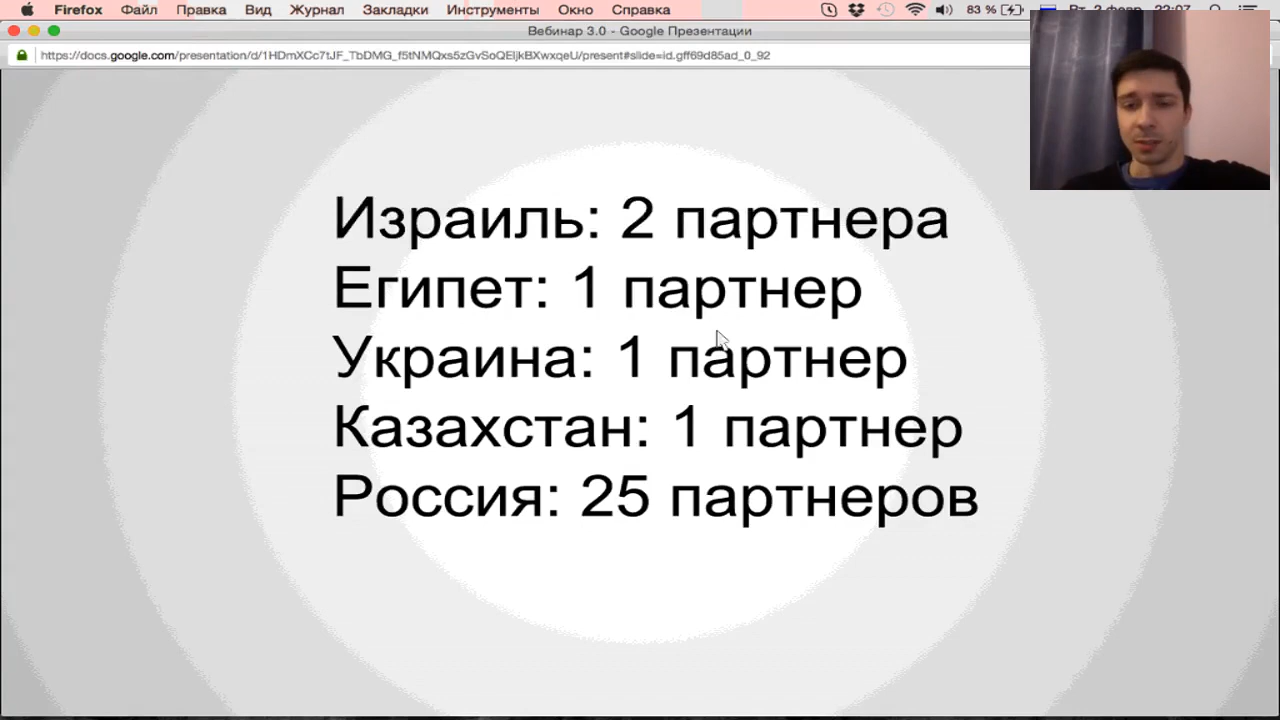 Firefox Файл Правка Вид Журнал Закладки Инструменты Окно Справка 83 %
Вебинар 3.0 - Google Презентации
https://docs.google.com/presentation/d/1HDmXCc7tJF_TbDMG_f5tNMQxs5zGvSoQEljkBXwxqeU/present#slide=id.gff69d85ad_0_92
Израиль: 2 партнера
Египет: 1 партнер
Украина: 1 партнер
Казахстан: 1 партнер
Россия: 25 партнеров